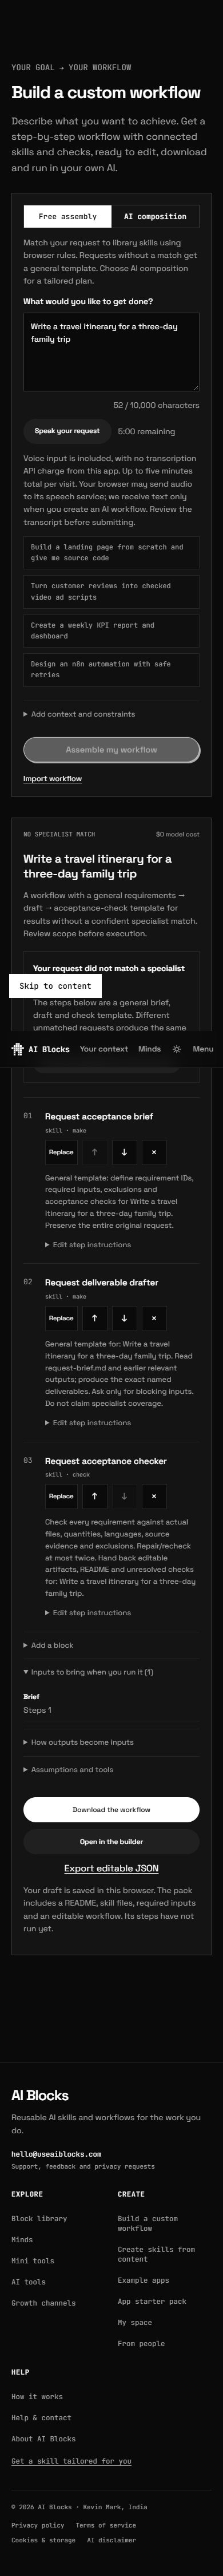 YOUR GOAL → YOUR WORKFLOW
Build a custom workflow
Describe what you want to achieve. Get a
step-by-step workflow with connected
skills and checks, ready to edit, download
and run in your own AI.
Free assembly
AI composition
Match your request to library skills using
browser rules. Requests without a match get
a general template. Choose AI composition
for a tailored plan.
What would you like to get done?
Write a travel itinerary for a three-day
family trip
52 / 10,000 characters
Speak your request
5:00 remaining
Voice input is included, with no transcription
API charge from this app. Up to five minutes
total per visit. Your browser may send audio
to its speech service; we receive text only
when you create an AI workflow. Review the
transcript before submitting.
Build a landing page from scratch and
give me source code
Turn customer reviews into checked
video ad scripts
Create a weekly KPI report and
dashboard
Design an n8n automation with safe
retries
▶ Add context and constraints
Assemble my workflow
Import workflow
NO SPECIALIST MATCH
$0 model cost
Write a travel itinerary for a
three-day family trip
A workflow with a general requirements →
draft → acceptance-check template for
results without a confident specialist match.
Review scope before execution.
Your request did not match a specialist
Skip to content
The steps below are a general brief,
draft and check template. Different
unmatched requests produce the same
AI Blocks
Your context
Minds
Menu
01
Request acceptance brief
skill · make
Replace
↑
↓
×
General template: define requirement IDs,
required inputs, exclusions and
acceptance checks for Write a travel
itinerary for a three-day family trip.
Preserve the entire original request.
▶ Edit step instructions
02
Request deliverable drafter
skill · make
Replace
↑
↓
×
General template for: Write a travel
itinerary for a three-day family trip. Read
request-brief.md and earlier relevant
outputs; produce the exact named
deliverables. Ask only for blocking inputs.
Do not claim specialist coverage.
▶ Edit step instructions
03
Request acceptance checker
skill · check
Replace
↑
↓
×
Check every requirement against actual
files, quantities, languages, source
evidence and exclusions. Repair/recheck
at most twice. Hand back editable
artifacts, README and unresolved checks
for: Write a travel itinerary for a three-day
family trip.
▶ Edit step instructions
▶ Add a block
▼ Inputs to bring when you run it (1)
Brief
Steps 1
▶ How outputs become inputs
▶ Assumptions and tools
Download the workflow
Open in the builder
Export editable JSON
Your draft is saved in this browser. The pack
includes a README, skill files, required inputs
and an editable workflow. Its steps have not
run yet.
AI Blocks
Reusable AI skills and workflows for the work you
do.
hello@useaiblocks.com
Support, feedback and privacy requests
EXPLORE
Block library
Minds
Mini tools
AI tools
Growth channels
CREATE
Build a custom
workflow
Create skills from
content
Example apps
App starter pack
My space
From people
HELP
How it works
Help & contact
About AI Blocks
Get a skill tailored for you
© 2026 AI Blocks · Kevin Mark, India
Privacy policy
Terms of service
Cookies & storage
AI disclaimer